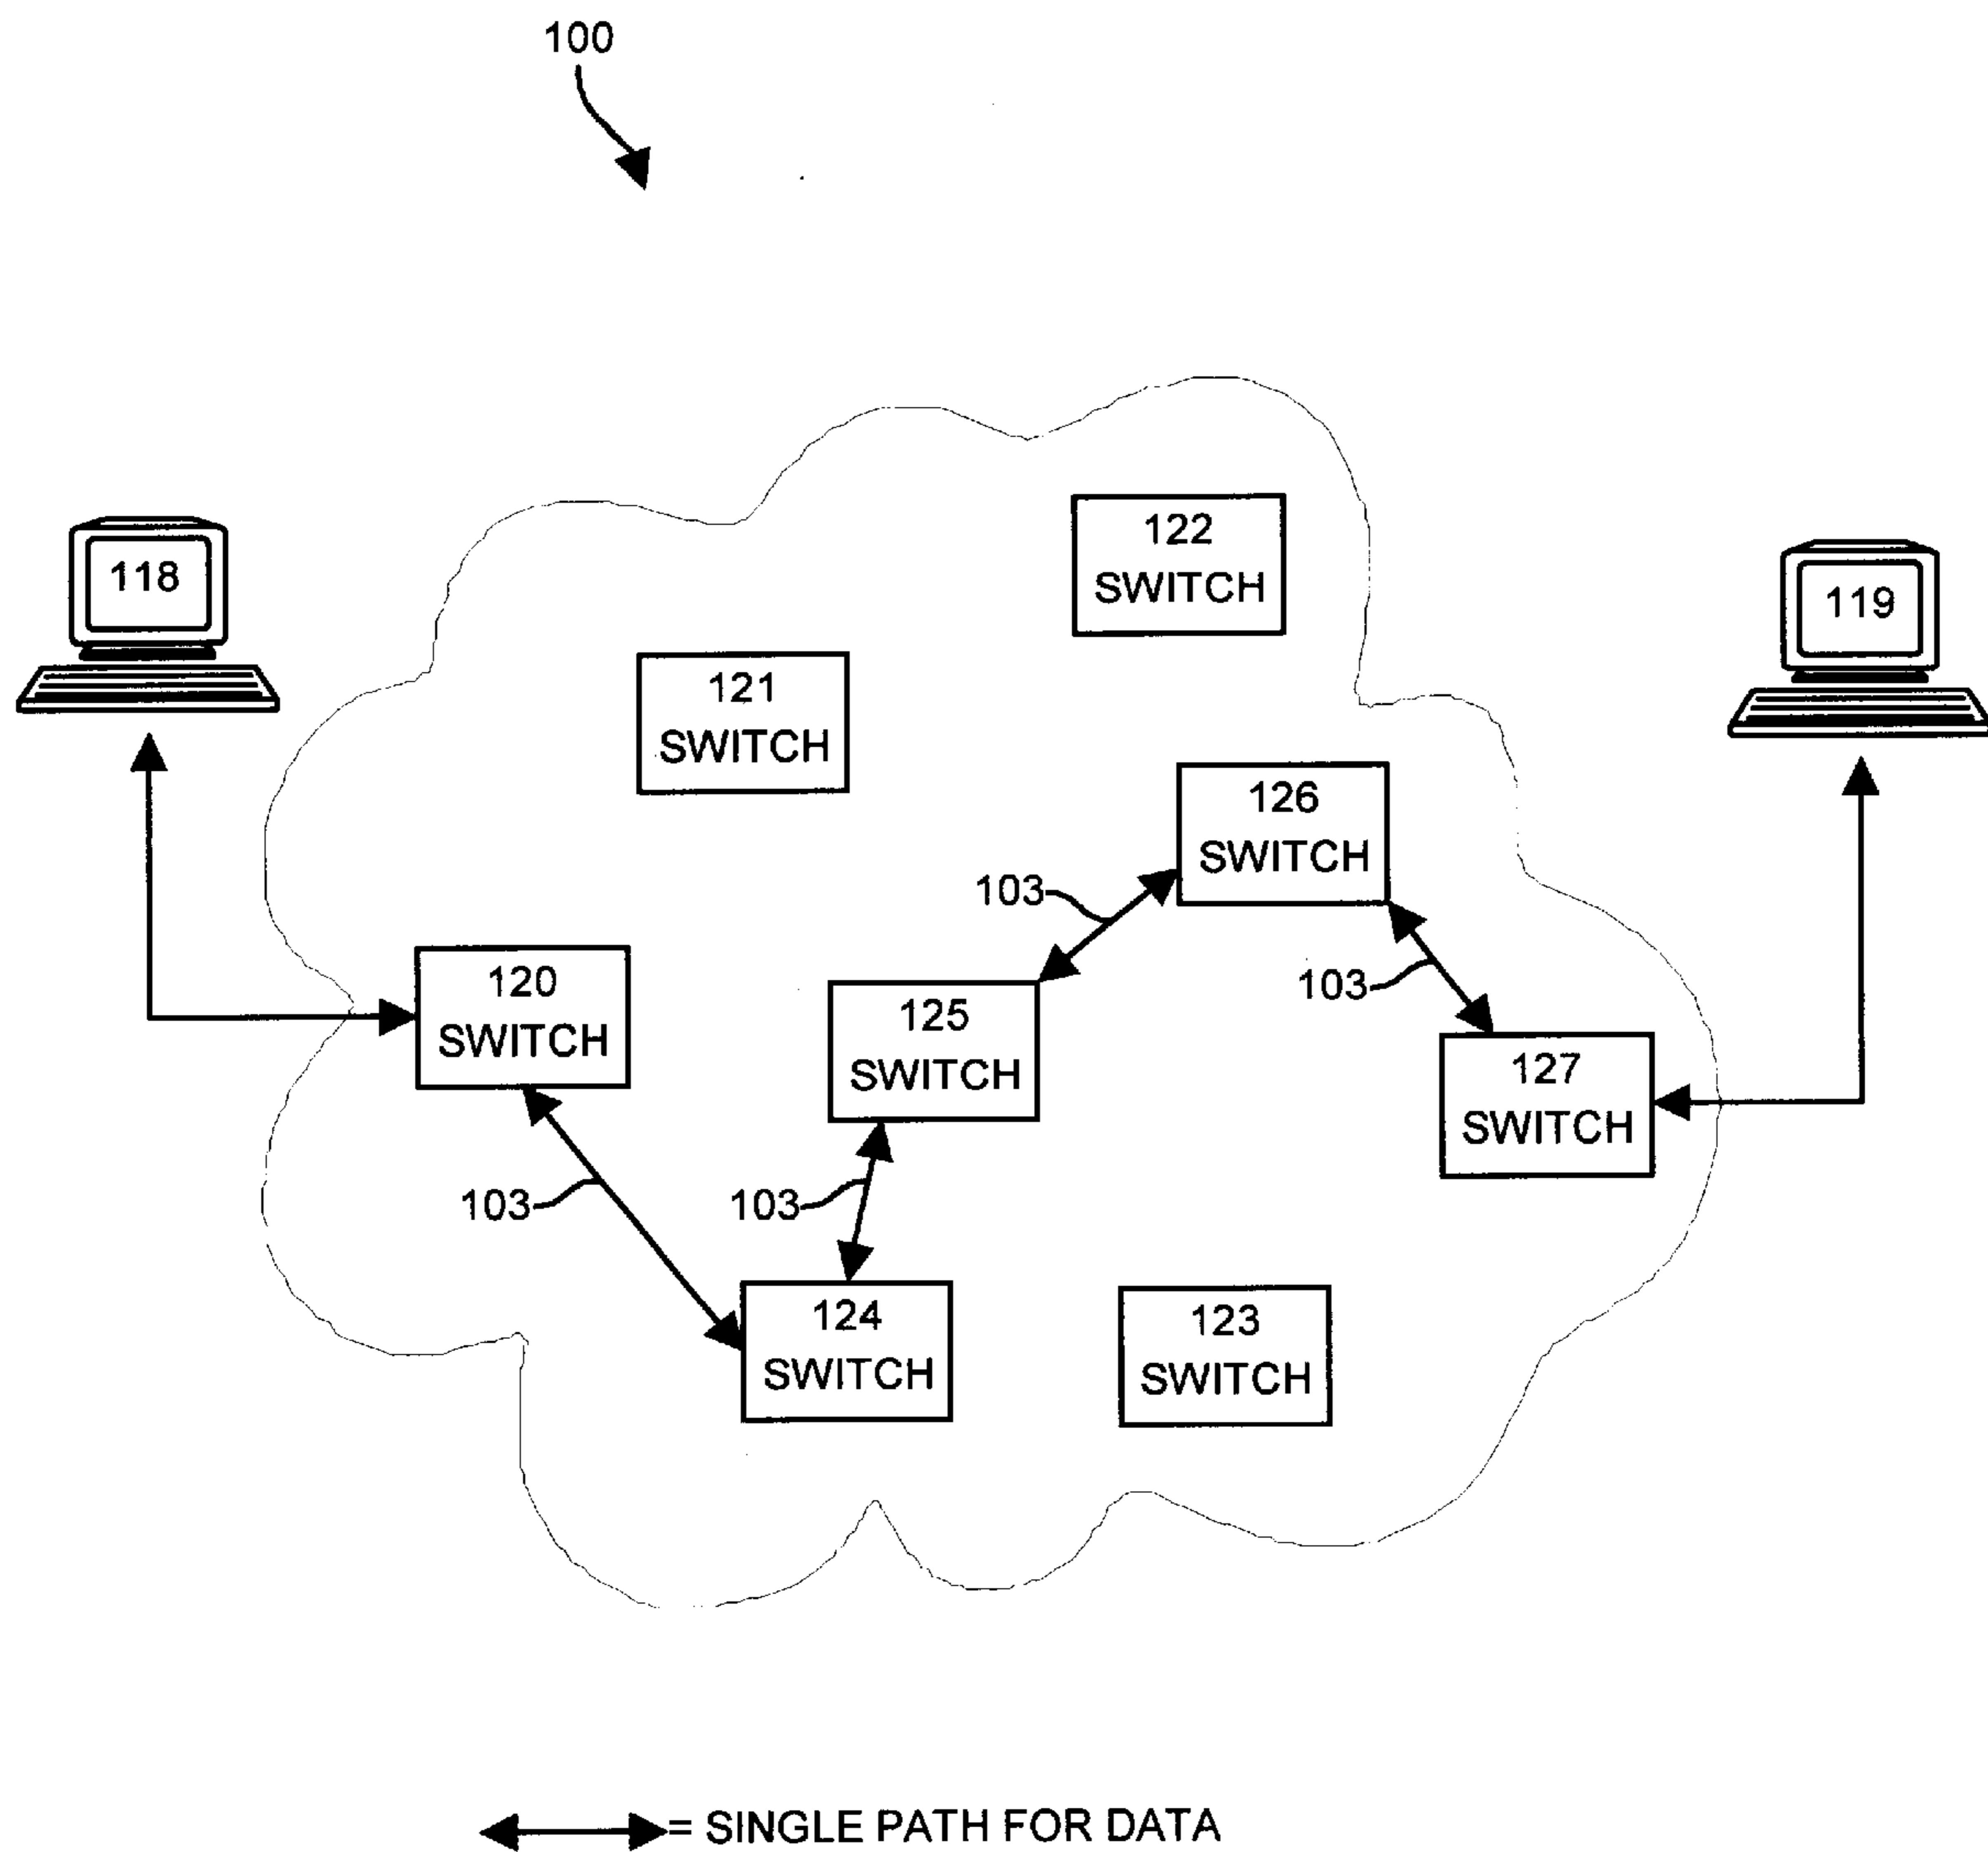 100
122
SWITCH
118
119
121
SWITCH
126
SWITCH
103
120
SWITCH
103
125
SWITCH
127
SWITCH
103
103
124
SWITCH
123
SWITCH
= SINGLE PATH FOR DATA